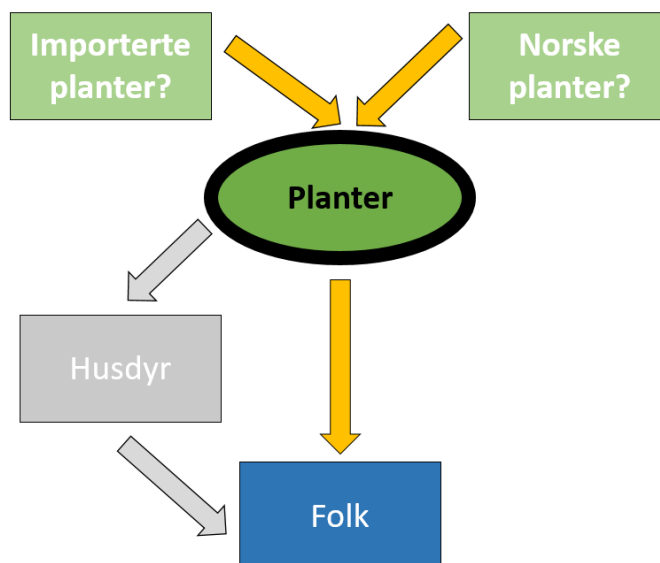 Importerte
planter?
Norske
planter?
Planter
Husdyr
Folk